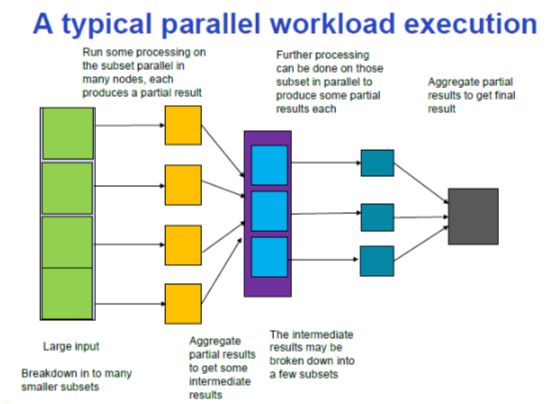 A typical parallel workload execution
Run some processing on
the subset parallel in
many nodes, each
produces a partial result
Further processing
can be done on those
subset in parallel to
produce some partial
results each
Aggregate partial
results to get final
result
Large input
Breakdown in to many
smaller subsets
Aggregate
partial results
to get some
intermediate
results
The intermediate
results may be
broken down into
a few subsets